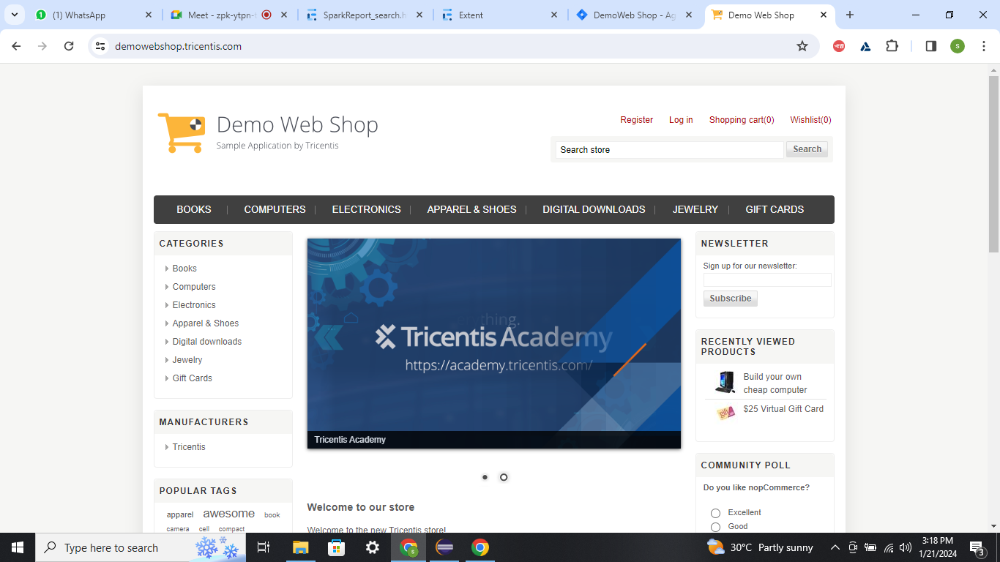 (1) WhatsApp
Meet - zpk-ytpn-
SparkReport_search.h
Extent
DemoWeb Shop - Ag
Demo Web Shop
demowebshop.tricentis.com
s
Demo Web Shop
Sample Application by Tricentis
Register Log in Shopping cart(0) Wishlist(0)
Search store Search
BOOKS COMPUTERS ELECTRONICS APPAREL & SHOES DIGITAL DOWNLOADS JEWELRY GIFT CARDS
CATEGORIES
Books
Computers
Electronics
Apparel & Shoes
Digital downloads
Jewelry
Gift Cards
MANUFACTURERS
Tricentis
POPULAR TAGS
apparel awesome book
camera cell compact
thing.
Tricentis Academy
https://academy.tricentis.com/
Tricentis Academy
Welcome to our store
Welcome to the new Tricentis store!
NEWSLETTER
Sign up for our newsletter:
Subscribe
RECENTLY VIEWED
PRODUCTS
Build your own
cheap computer
$25 Virtual Gift Card
COMMUNITY POLL
Do you like nopCommerce?
Excellent
Good
Type here to search
30°C Partly sunny
3:18 PM
1/21/2024
3